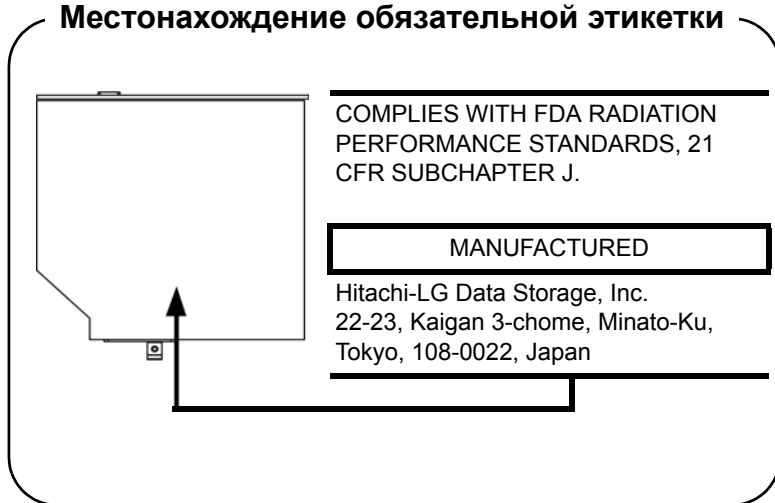 Местонахождение обязательной этикетки
COMPLIES WITH FDA RADIATION
PERFORMANCE STANDARDS, 21
CFR SUBCHAPTER J.
MANUFACTURED
Hitachi-LG Data Storage, Inc.
22-23, Kaigan 3-chome, Minato-Ku,
Tokyo, 108-0022, Japan